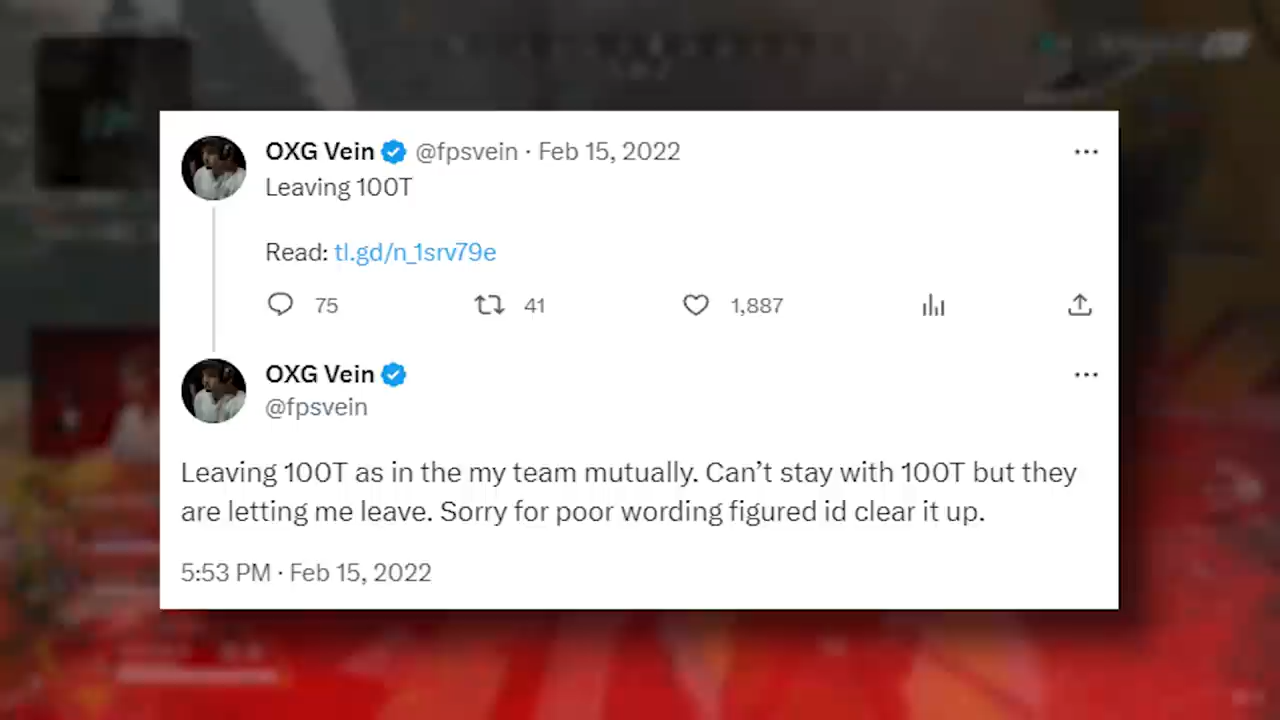 OXG Vein @fpsvein · Feb 15, 2022
Leaving 100T
Read: tl.gd/n_1srv79e
75 41 1,887
OXG Vein
@fpsvein
Leaving 100T as in the my team mutually. Can’t stay with 100T but they
are letting me leave. Sorry for poor wording figured id clear it up.
5:53 PM · Feb 15, 2022